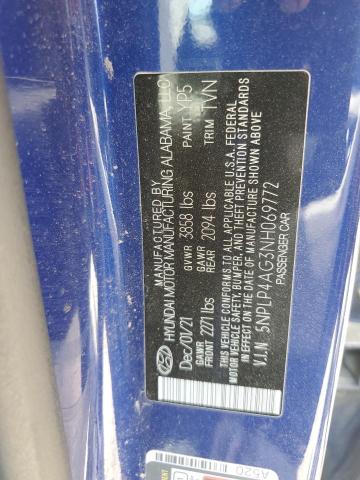 MANUFACTURED BY
HYUNDAI MOTOR MANUFACTURING ALABAMA, LLC
Dec/07/21 GVWR 3858 lbs PAINT YP5
GAWR FRONT 2271 lbs GAWR REAR 2094 lbs TRIM TVN
THIS VEHICLE CONFORMS TO ALL APPLICABLE U.S.A. FEDERAL
MOTOR VEHICLE SAFETY, BUMPER, AND THEFT PREVENTION STANDARDS
IN EFFECT ON THE DATE OF MANUFACTURE SHOWN ABOVE
V.I.N. 5NPLP4AG3NH069772
PASSENGER CAR
A520